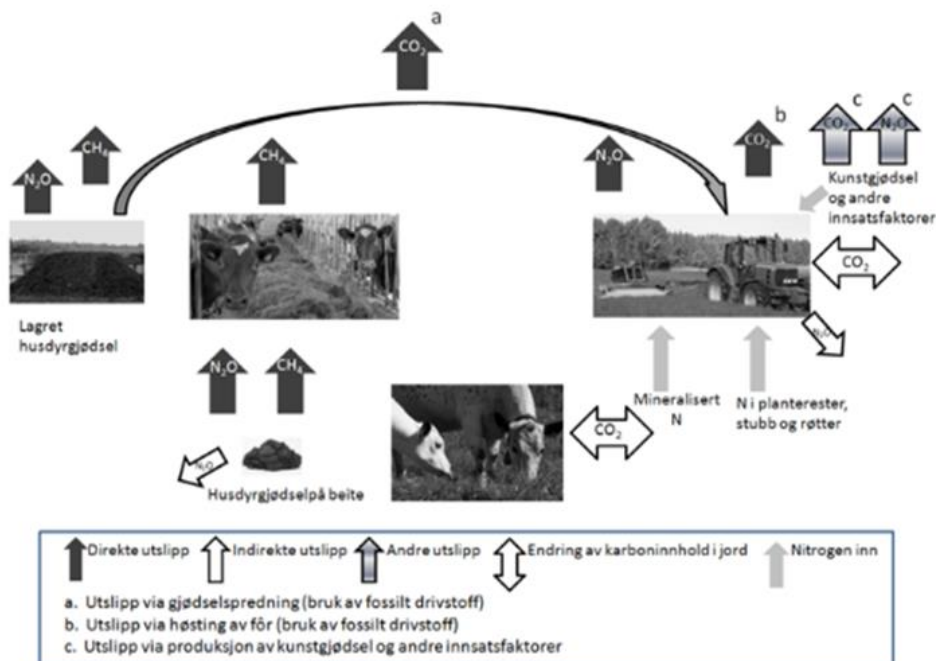 a
CO₂
b
c
c
CO₂
N₂O
CH₄
N₂O
CH₄
N₂O
CO₂
Kunstgjødsel
og andre
innsatsfaktorer
CO₂
Lagret
husdyrgjødsel
N₂O
N₂O
CH₄
Mineralisert
N
N i planterester,
stubb og røtter
CO₂
N₂O
Husdyrgjødselpå beite
Direkte utslipp
Indirekte utslipp
Andre utslipp
Endring av karboninnhold i jord
Nitrogen inn
a. Utslipp via gjødselspredning (bruk av fossilt drivstoff)
b. Utslipp via høsting av fôr (bruk av fossilt drivstoff)
c. Utslipp via produksjon av kunstgjødsel og andre innsatsfaktorer